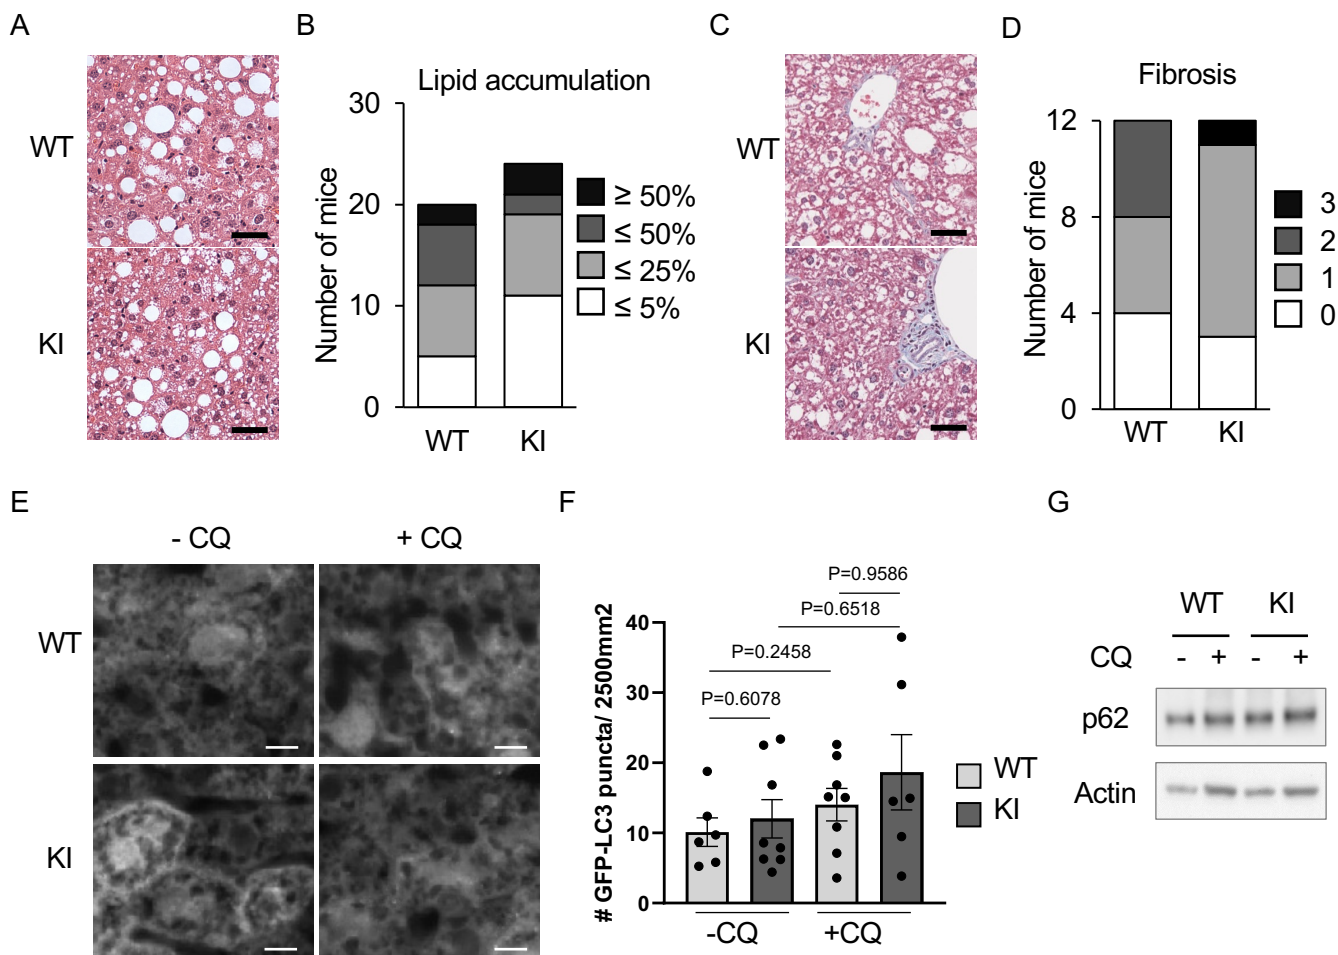 A
WT
KI
B
Lipid accumulation
Number of mice
30
20
10
0
WT
KI
≥ 50%
≤ 50%
≤ 25%
≤ 5%
C
WT
KI
D
Fibrosis
Number of mice
12
8
4
0
WT
KI
3
2
1
0
E
- CQ
+ CQ
WT
KI
F
# GFP-LC3 puncta/ 2500mm2
40
30
20
10
0
P=0.9586
P=0.6518
P=0.2458
P=0.6078
-CQ
+CQ
WT
KI
G
WT KI
CQ - + - +
p62
Actin